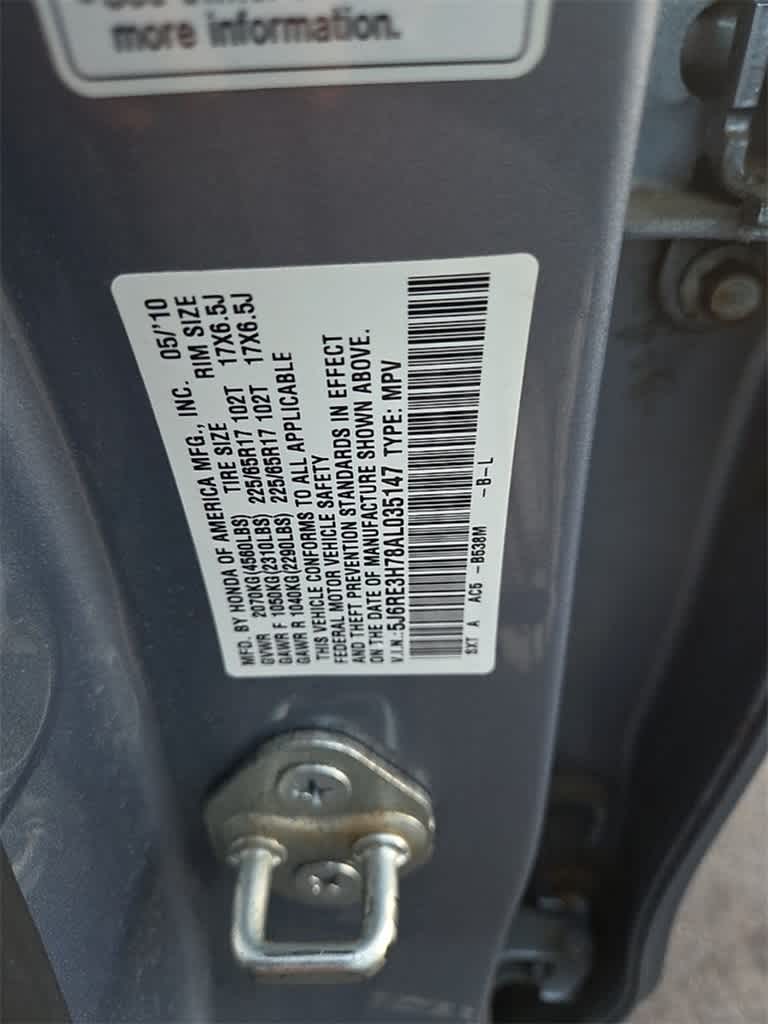 more information.
MFD. BY HONDA OF AMERICA MFG., INC. 05/'10
TIRE SIZE RIM SIZE
GVWR 2070KG(4560LBS) 225/65R17 102T 17X6.5J
GAWR F 1050KG(2310LBS) 225/65R17 102T 17X6.5J
GAWR R 1040KG(2290LBS)
THIS VEHICLE CONFORMS TO ALL APPLICABLE
FEDERAL MOTOR VEHICLE SAFETY
AND THEFT PREVENTION STANDARDS IN EFFECT
ON THE DATE OF MANUFACTURE SHOWN ABOVE.
V.I.N.:5J6RE3H78AL035147 TYPE: MPV
SXT A AC5 -B538M -B-L